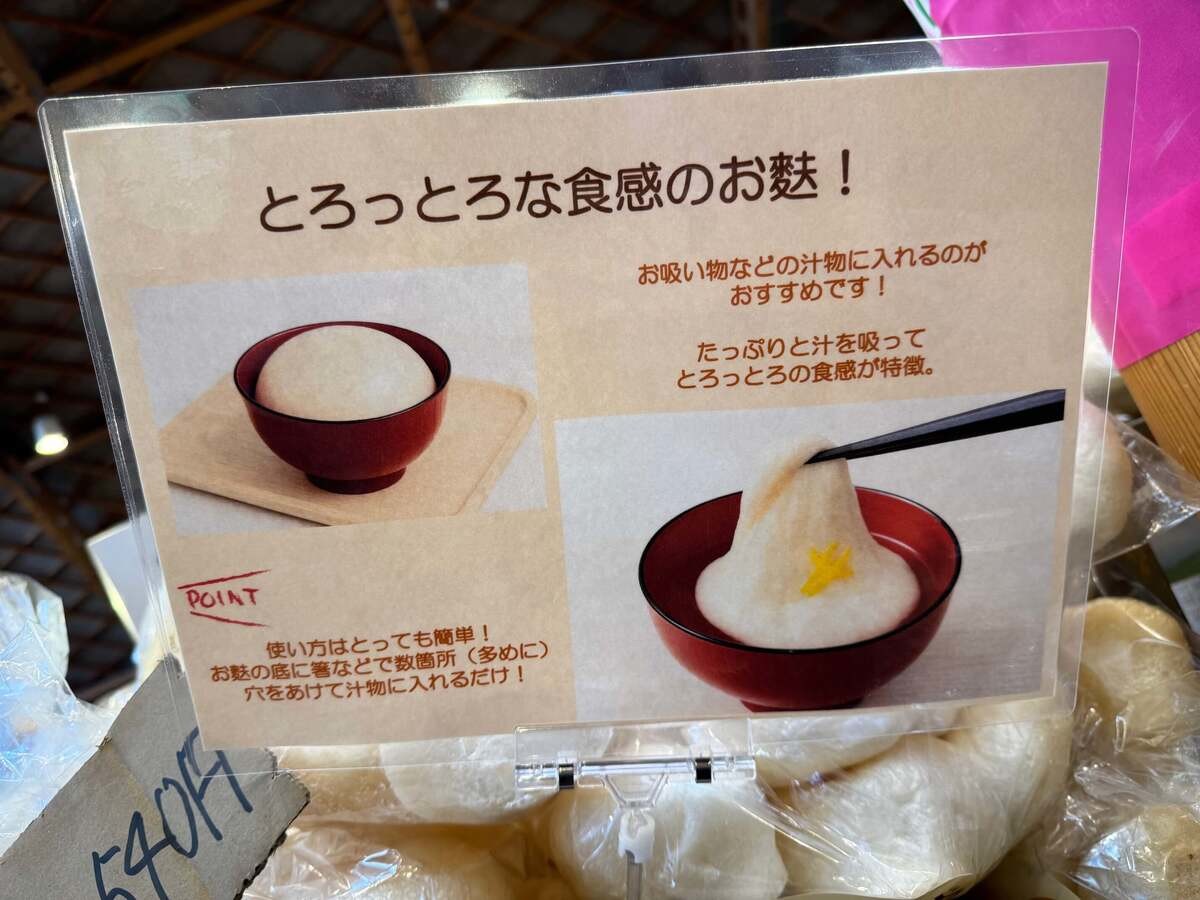 とろっとろな食感のお麩！
お吸い物などの汁物に入れるのが
おすすめです！
たっぷりと汁を吸って
とろっとろの食感が特徴。
POINT
使い方はとっても簡単！
お麩の底に箸などで数箇所（多めに）
穴をあけて汁物に入れるだけ！
540円